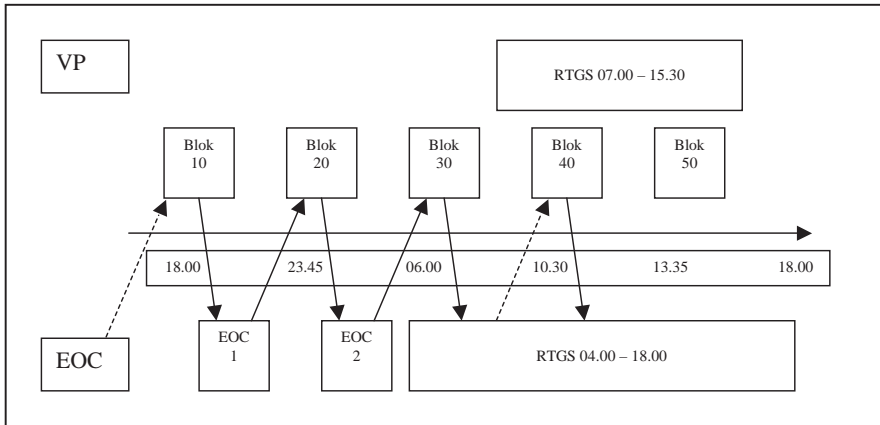 VP
RTGS 07.00 – 15.30
Blok
10
Blok
20
Blok
30
Blok
40
Blok
50
18.00 23.45 06.00 10.30 13.35 18.00
EOC
1
EOC
2
RTGS 04.00 – 18.00
EOC